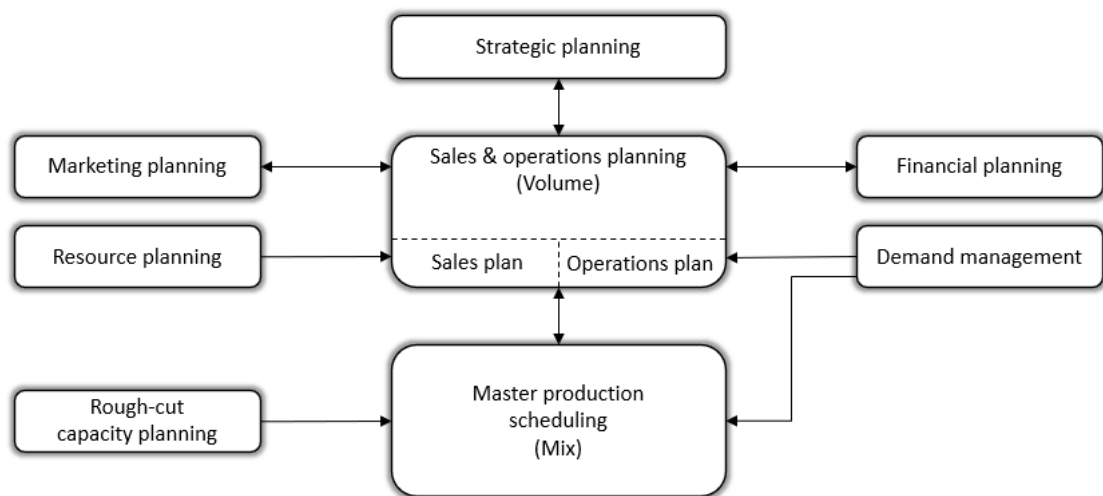 Strategic planning
Marketing planning
Sales & operations planning
(Volume)
Financial planning
Resource planning
Sales plan
Operations plan
Demand management
Rough-cut
capacity planning
Master production
scheduling
(Mix)